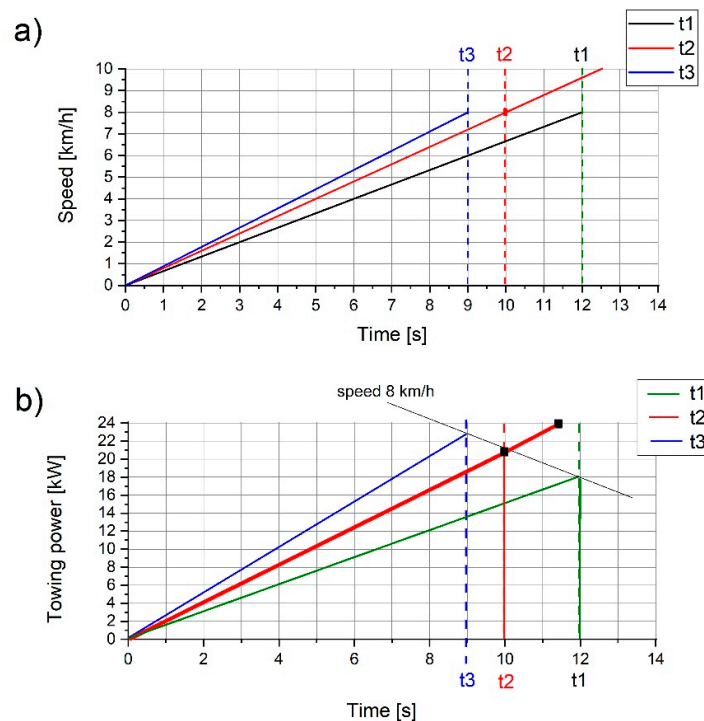 a)
t1
t2
t3
t3 t2 t1
10
9
8
7
6
5
4
3
2
1
0
Speed [km/h]
0 1 2 3 4 5 6 7 8 9 10 11 12 13 14
Time [s]
b)
speed 8 km/h
t1
t2
t3
24
22
20
18
16
14
12
10
8
6
4
2
0
Towing power [kW]
0 2 4 6 8 10 12 14
t3 t2 t1
Time [s]